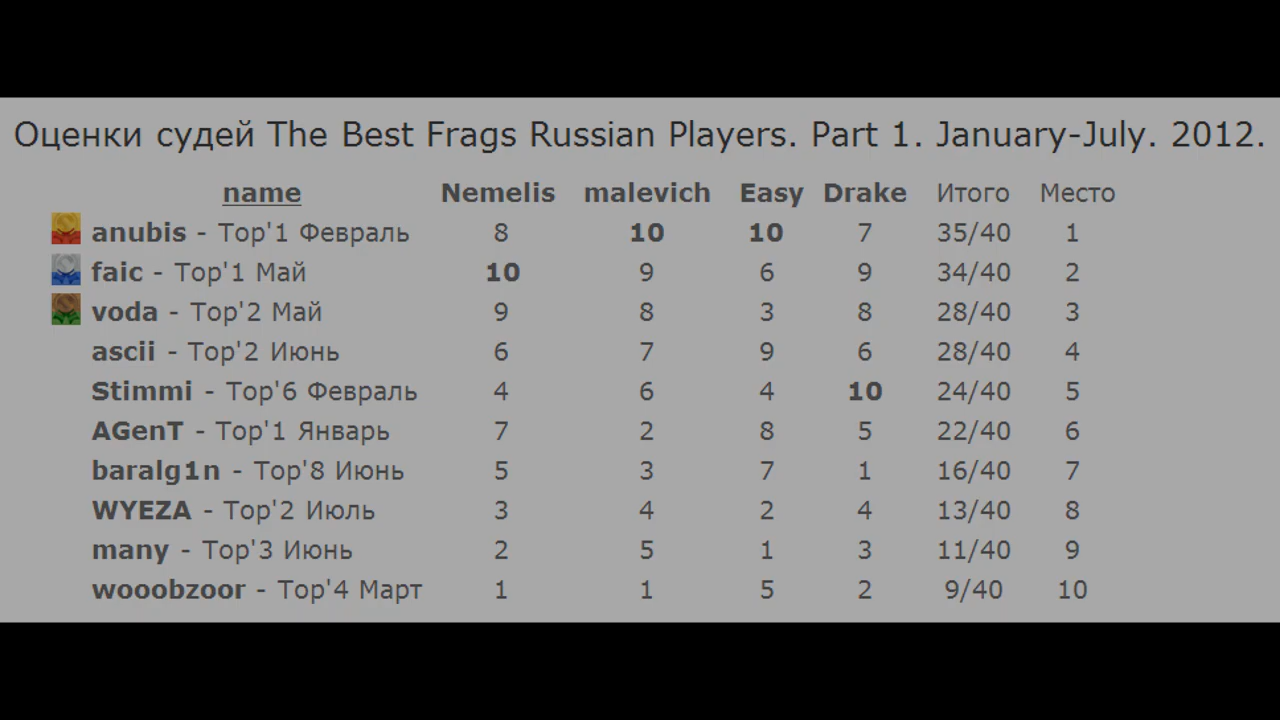 Оценки судей The Best Frags Russian Players. Part 1. January-July. 2012.
name Nemelis malevich Easy Drake Итого Место
anubis - Top'1 Февраль 8 10 10 7 35/40 1
faic - Top'1 Май 10 9 6 9 34/40 2
voda - Top'2 Май 9 8 3 8 28/40 3
ascii - Top'2 Июнь 6 7 9 6 28/40 4
Stimmi - Top'6 Февраль 4 6 4 10 24/40 5
AGenT - Top'1 Январь 7 2 8 5 22/40 6
baralg1n - Top'8 Июнь 5 3 7 1 16/40 7
WYEZA - Top'2 Июль 3 4 2 4 13/40 8
many - Top'3 Июнь 2 5 1 3 11/40 9
wooobzoor - Top'4 Март 1 1 5 2 9/40 10